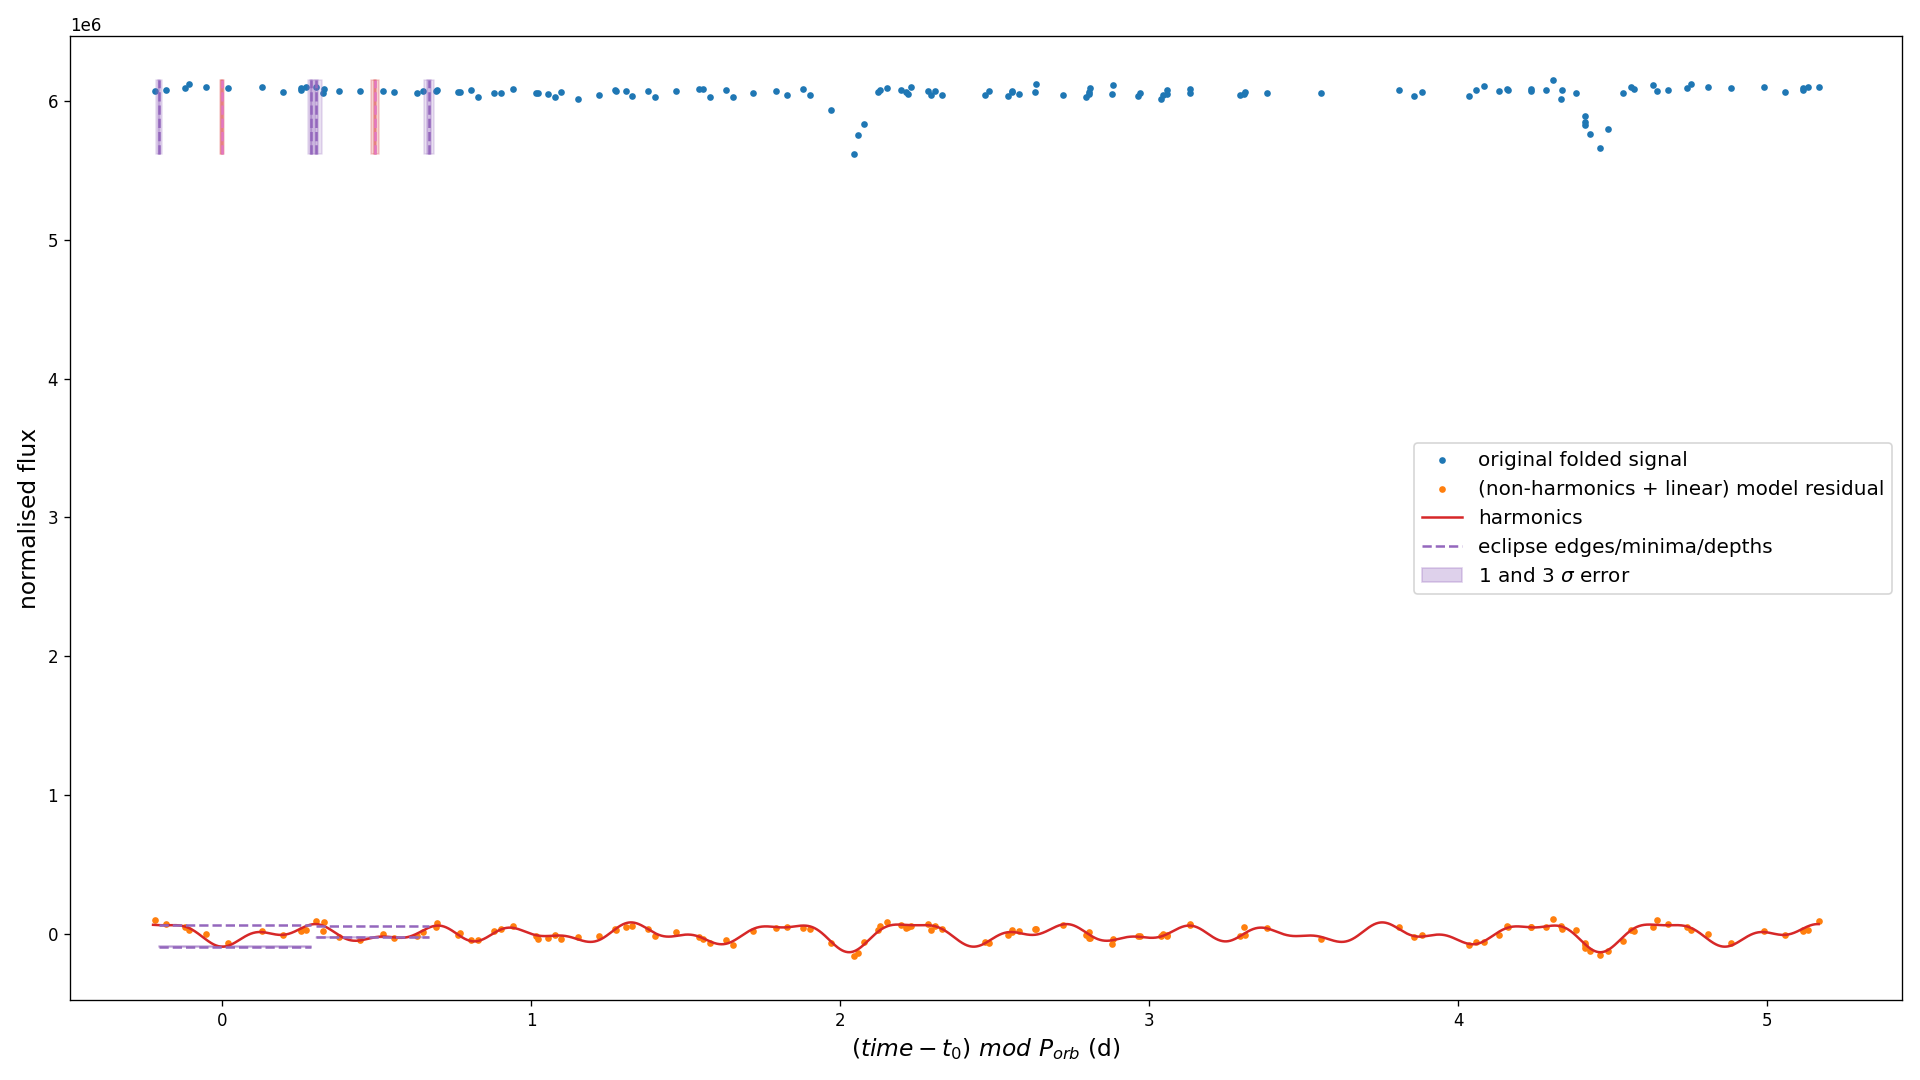 1e6
6
5
4
3
2
1
0
normalised flux
original folded signal
(non-harmonics + linear) model residual
harmonics
eclipse edges/minima/depths
1 and 3 σ error
0 1 2 3 4 5
(time − t₀) mod P_orb (d)